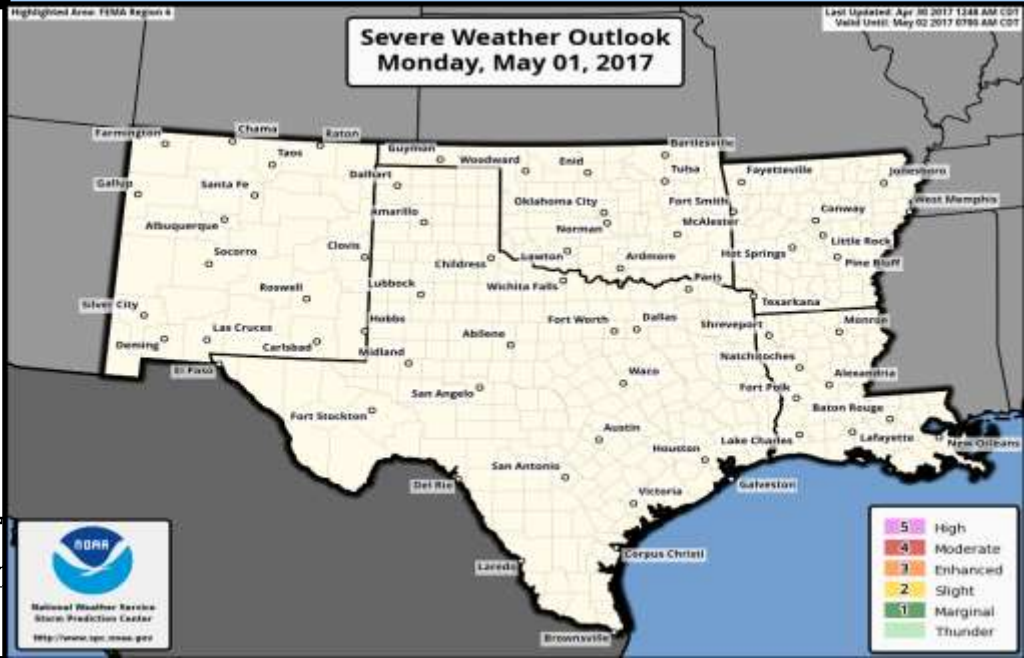 Highlighted Area: FEMA Region 6
Last Updated: Apr 30 2017 1248 AM CDT
Valid Until: May 02 2017 0700 AM CDT
Severe Weather Outlook
Monday, May 01, 2017
Farmington
Chama
Raton
Taos
Guymon
Woodward
Enid
Bartlesville
Tulsa
Fayetteville
Jonesboro
Gallup
Santa Fe
Dalhart
Oklahoma City
Fort Smith
Conway
West Memphis
Albuquerque
Amarillo
Norman
McAlester
Little Rock
Socorro
Clovis
Childress
Lawton
Ardmore
Hot Springs
Pine Bluff
Roswell
Lubbock
Wichita Falls
Paris
Texarkana
Silver City
Las Cruces
Hobbs
Abilene
Fort Worth
Dallas
Shreveport
Monroe
Deming
Carlsbad
Midland
Natchitoches
El Paso
San Angelo
Waco
Fort Polk
Alexandria
Fort Stockton
Austin
Baton Rouge
Houston
Lake Charles
Lafayette
New Orleans
San Antonio
Del Rio
Victoria
Galveston
Corpus Christi
Laredo
Brownsville
NOAA
National Weather Service
Storm Prediction Center
http://www.spc.noaa.gov
5 High
4 Moderate
3 Enhanced
2 Slight
1 Marginal
Thunder